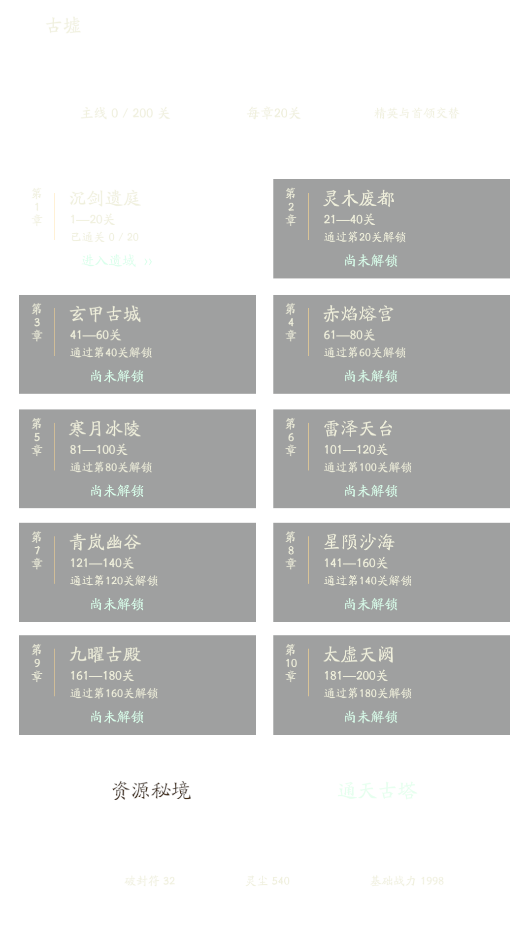 古墟
主线 0 / 200 关
每章20关
精英与首领交替
第1章
沉剑遗庭
1—20关
已通关 0 / 20
进入遗城 ››
第2章
灵木废都
21—40关
通过第20关解锁
尚未解锁
第3章
玄甲古城
41—60关
通过第40关解锁
尚未解锁
第4章
赤焰熔宫
61—80关
通过第60关解锁
尚未解锁
第5章
寒月冰陵
81—100关
通过第80关解锁
尚未解锁
第6章
雷泽天台
101—120关
通过第100关解锁
尚未解锁
第7章
青岚幽谷
121—140关
通过第120关解锁
尚未解锁
第8章
星陨沙海
141—160关
通过第140关解锁
尚未解锁
第9章
九曜古殿
161—180关
通过第160关解锁
尚未解锁
第10章
太虚天阙
181—200关
通过第180关解锁
尚未解锁
资源秘境
通天古塔
破封符 32
灵尘 540
基础战力 1998